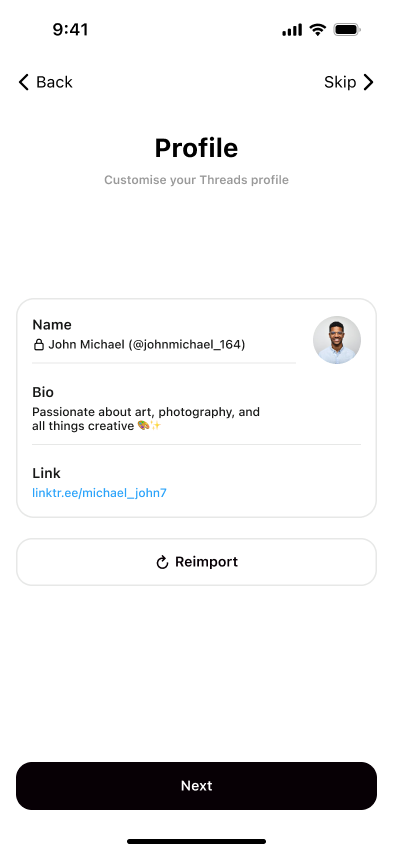 9:41
Back
Skip
Profile
Customise your Threads profile
Name
John Michael (@johnmichael_164)
Bio
Passionate about art, photography, and
all things creative 🎨✨
Link
linktr.ee/michael_john7
Reimport
Next